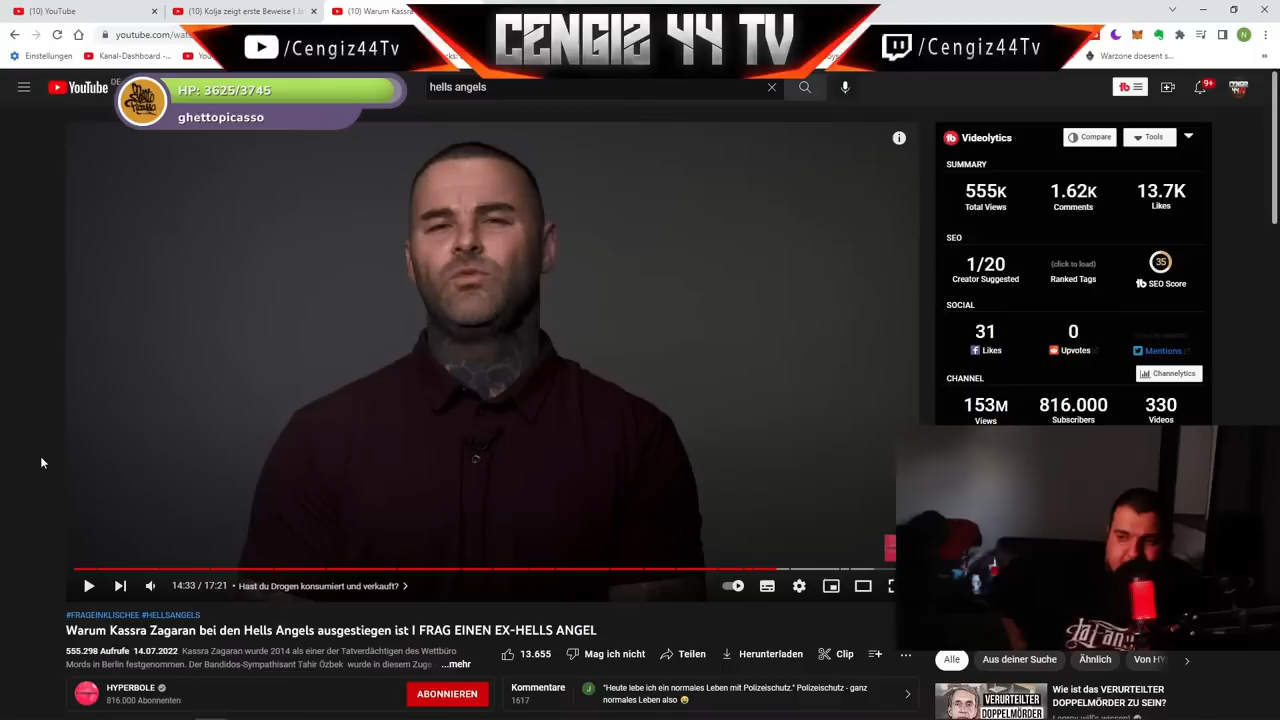 (10) YouTube
(10) Kolja zeigt erste Beweise I
(10) Warum Kassra
youtube.com/wat
Einstellungen
Kanal-Dashboard -...
/Cengiz44Tv
CENGIZ 44 TV
/Cengiz44Tv
Warzone doesent s...
YouTube
DE
HP: 3625/3745
ghettopicasso
hells angels
9+
Videolytics
Compare
Tools
SUMMARY
555K
1.62K
13.7K
Total Views
Comments
Likes
SEO
1/20
(click to load)
35
Creator Suggested
Ranked Tags
SEO Score
SOCIAL
31
0
Likes
Upvotes
Mentions
CHANNEL
Channelytics
153M
816.000
330
Views
Subscribers
Videos
14:33 / 17:21 • Hast du Drogen konsumiert und verkauft?
#FRAGEINKLISCHEE #HELLSANGELS
Warum Kassra Zagaran bei den Hells Angels ausgestiegen ist I FRAG EINEN EX-HELLS ANGEL
555.298 Aufrufe 14.07.2022 Kassra Zagaran wurde 2014 als einer der Tatverdächtigen des Wettbüro
Mords in Berlin festgenommen. Der Bandidos-Sympathisant Tahir Özbek wurde in diesem Zuge ...mehr
13.655
Mag ich nicht
Teilen
Herunterladen
Clip
Alle
Aus deiner Suche
Ähnlich
Von HY
HYPERBOLE
816.000 Abonnenten
ABONNIEREN
Kommentare
1617
"Heute lebe ich ein normales Leben mit Polizeischutz." Polizeischutz - ganz
normales Leben also 😂
VERURTEILTER
DOPPELMÖRDER
Wie ist das VERURTEILTER
DOPPELMÖRDER ZU SEIN?